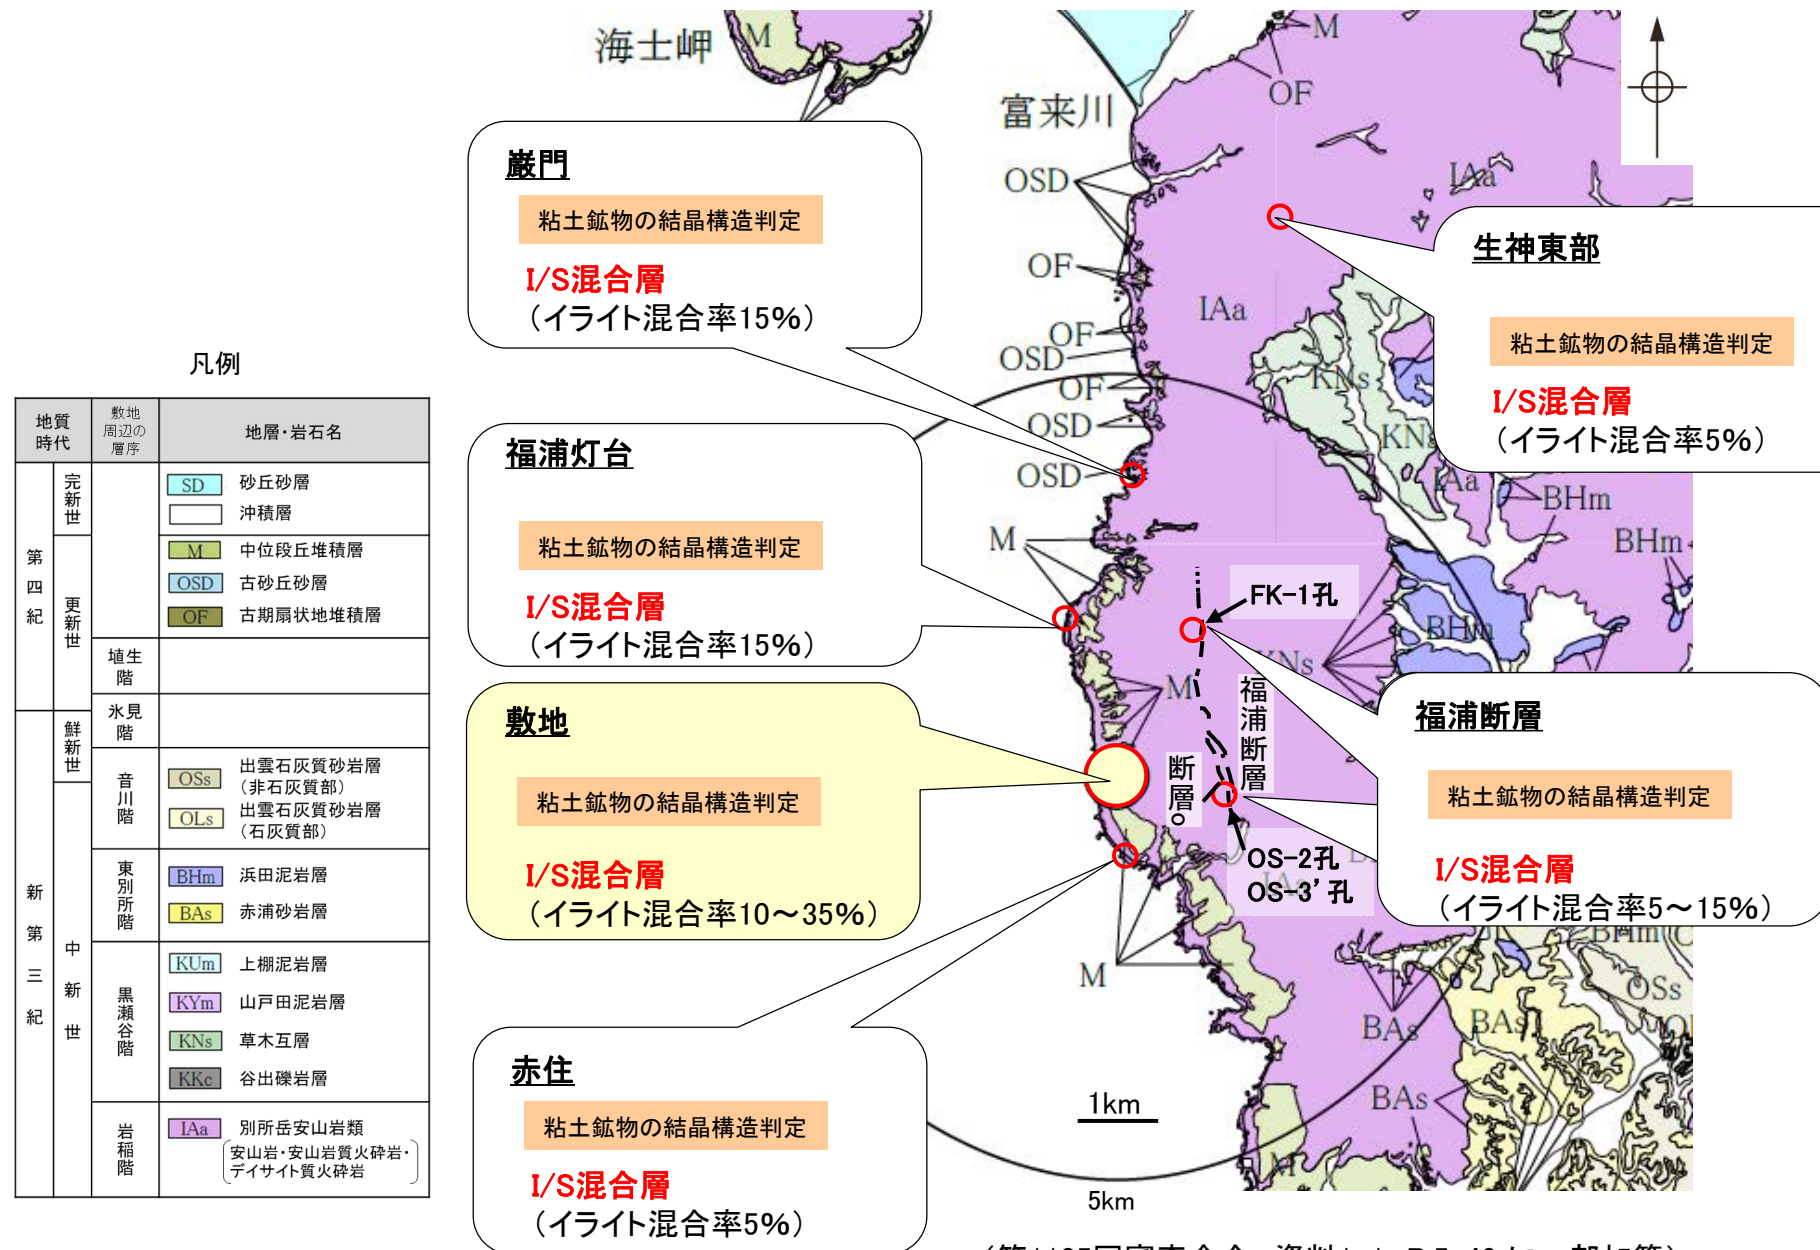 海士岬
M
M
OF
富来川
OSD
IAa
巌門
粘土鉱物の結晶構造判定
I/S混合層
（イライト混合率15%）
生神東部
粘土鉱物の結晶構造判定
I/S混合層
（イライト混合率5%）
OF
IAa
OF
OSD
OF
KNs
OSD
KNs
OSD
IAa
BHm
BHm
福浦灯台
粘土鉱物の結晶構造判定
I/S混合層
（イライト混合率15%）
M
FK-1孔
BHm
KNs
M
福浦断層
断層o
敷地
粘土鉱物の結晶構造判定
I/S混合層
（イライト混合率10～35%）
福浦断層
粘土鉱物の結晶構造判定
I/S混合層
（イライト混合率5～15%）
OS-2孔
OS-3’孔
M
BHm
OSs
BAs
BAs
BAs
M
赤住
粘土鉱物の結晶構造判定
I/S混合層
（イライト混合率5%）
1km
5km
凡例
地質時代
敷地周辺の層序
地層・岩石名
第四紀
完新世
SD 砂丘砂層
沖積層
更新世
M 中位段丘堆積層
OSD 古砂丘砂層
OF 古期扇状地堆積層
埴生階
新第三紀
鮮新世
氷見階
音川階
OSs 出雲石灰質砂岩層
（非石灰質部）
OLs 出雲石灰質砂岩層
（石灰質部）
中新世
東別所階
BHm 浜田泥岩層
BAs 赤浦砂岩層
黒瀬谷階
KUm 上棚泥岩層
KYm 山戸田泥岩層
KNs 草木互層
KKc 谷出礫岩層
岩稲階
IAa 別所岳安山岩類
安山岩・安山岩質火砕岩・
デイサイト質火砕岩